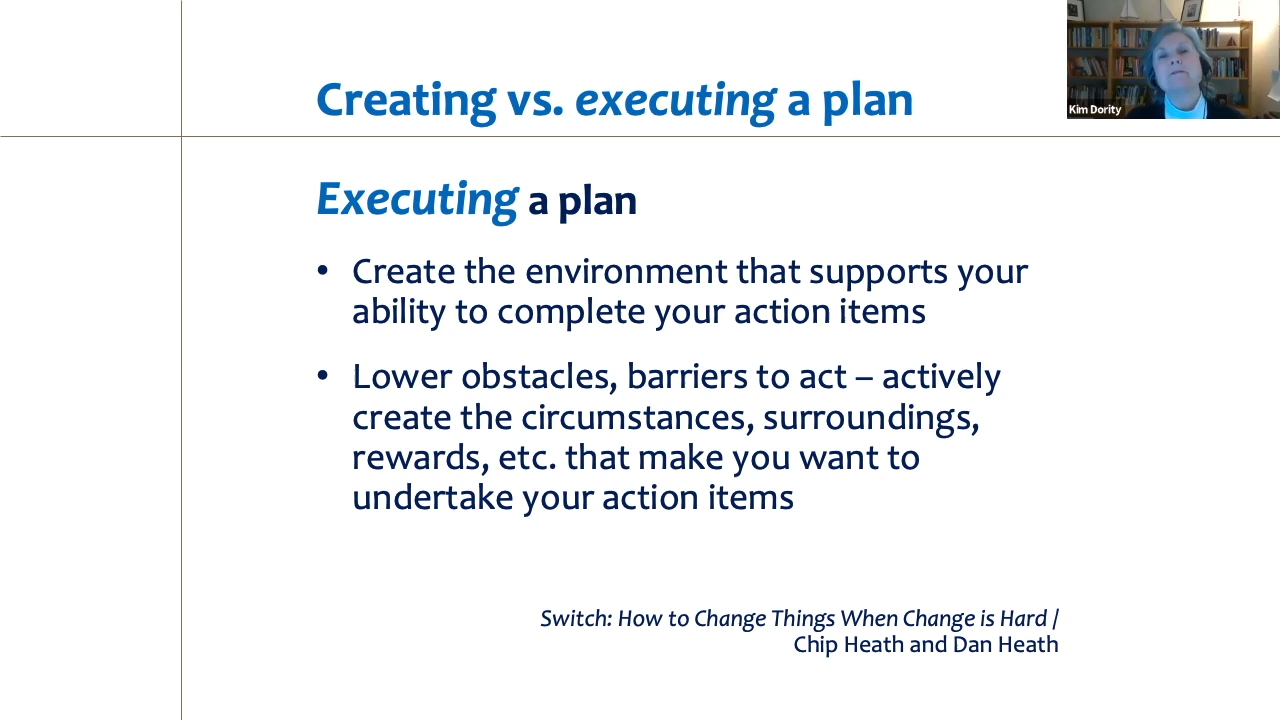 Creating vs. executing a plan
Kim Dority
Executing a plan
• Create the environment that supports your
ability to complete your action items
• Lower obstacles, barriers to act – actively
create the circumstances, surroundings,
rewards, etc. that make you want to
undertake your action items
Switch: How to Change Things When Change is Hard /
Chip Heath and Dan Heath